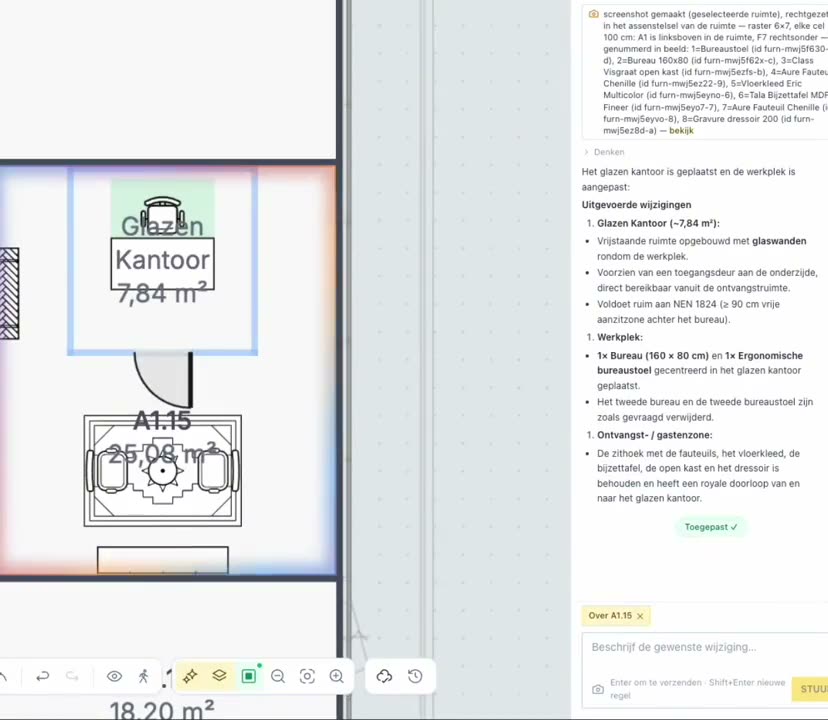 screenshot gemaakt (geselecteerde ruimte), rechtgezet
in het assenstelsel van de ruimte — raster 6×7, elke cel
100 cm: A1 is linksboven in de ruimte, F7 rechtsonder —
genummerd in beeld: 1=Bureaustoel (id furn-mwj5f630-
d), 2=Bureau 160x80 (id furn-mwj5f62x-c), 3=Class
Visgraat open kast (id furn-mwj5ezfs-b), 4=Aure Fauteu
Chenille (id furn-mwj5ez22-9), 5=Vloerkleed Eric
Multicolor (id furn-mwj5eyno-6), 6=Tala Bijzettafel MDF
Fineer (id furn-mwj5eyo7-7), 7=Aure Fauteuil Chenille (i
furn-mwj5eyvo-8), 8=Gravure dressoir 200 (id furn-
mwj5ez8d-a) — bekijk
Denken
Het glazen kantoor is geplaatst en de werkplek is
aangepast:
Uitgevoerde wijzigingen
1. Glazen Kantoor (~7,84 m²):
• Vrijstaande ruimte opgebouwd met glaswanden
rondom de werkplek.
• Voorzien van een toegangsdeur aan de onderzijde,
direct bereikbaar vanuit de ontvangstruimte.
• Voldoet ruim aan NEN 1824 (≥ 90 cm vrije
aanzitzone achter het bureau).
1. Werkplek:
• 1× Bureau (160 × 80 cm) en 1× Ergonomische
bureaustoel gecentreerd in het glazen kantoor
geplaatst.
• Het tweede bureau en de tweede bureaustoel zijn
zoals gevraagd verwijderd.
1. Ontvangst- / gastenzone:
• De zithoek met de fauteuils, het vloerkleed, de
bijzettafel, de open kast en het dressoir is
behouden en heeft een royale doorloop van en
naar het glazen kantoor.
Toegepast ✓
Over A1.15 ×
Beschrijf de gewenste wijziging...
Enter om te verzenden · Shift+Enter nieuwe
regel
STUU
Glazen
Kantoor
7,84 m²
A1.15
25,08 m²
18,20 m²